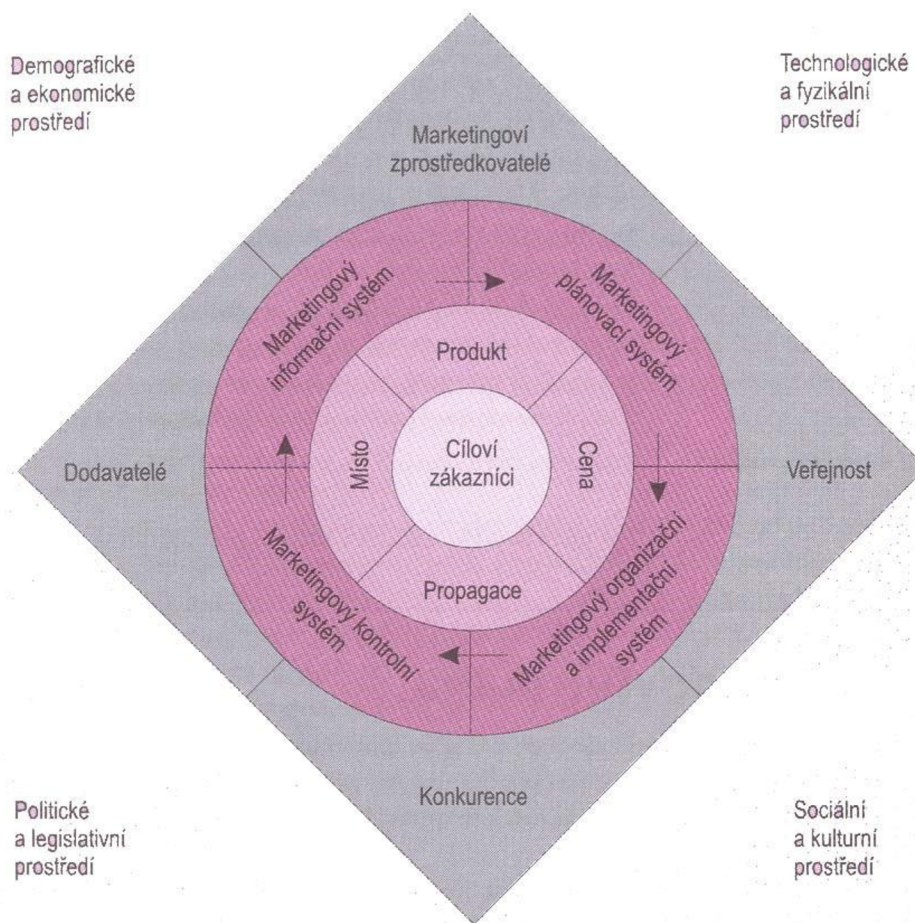 Demografické
a ekonomické
prostředí
Technologické
a fyzikální
prostředí
Marketingoví
zprostředkovatelé
Marketingový
informační systém
Marketingový
plánovací systém
Produkt
Dodavatelé
Místo
Cíloví
zákazníci
Cena
Veřejnost
Propagace
Marketingový kontrolní
systém
Marketingový organizační
a implementační
systém
Konkurence
Politické
a legislativní
prostředí
Sociální
a kulturní
prostředí